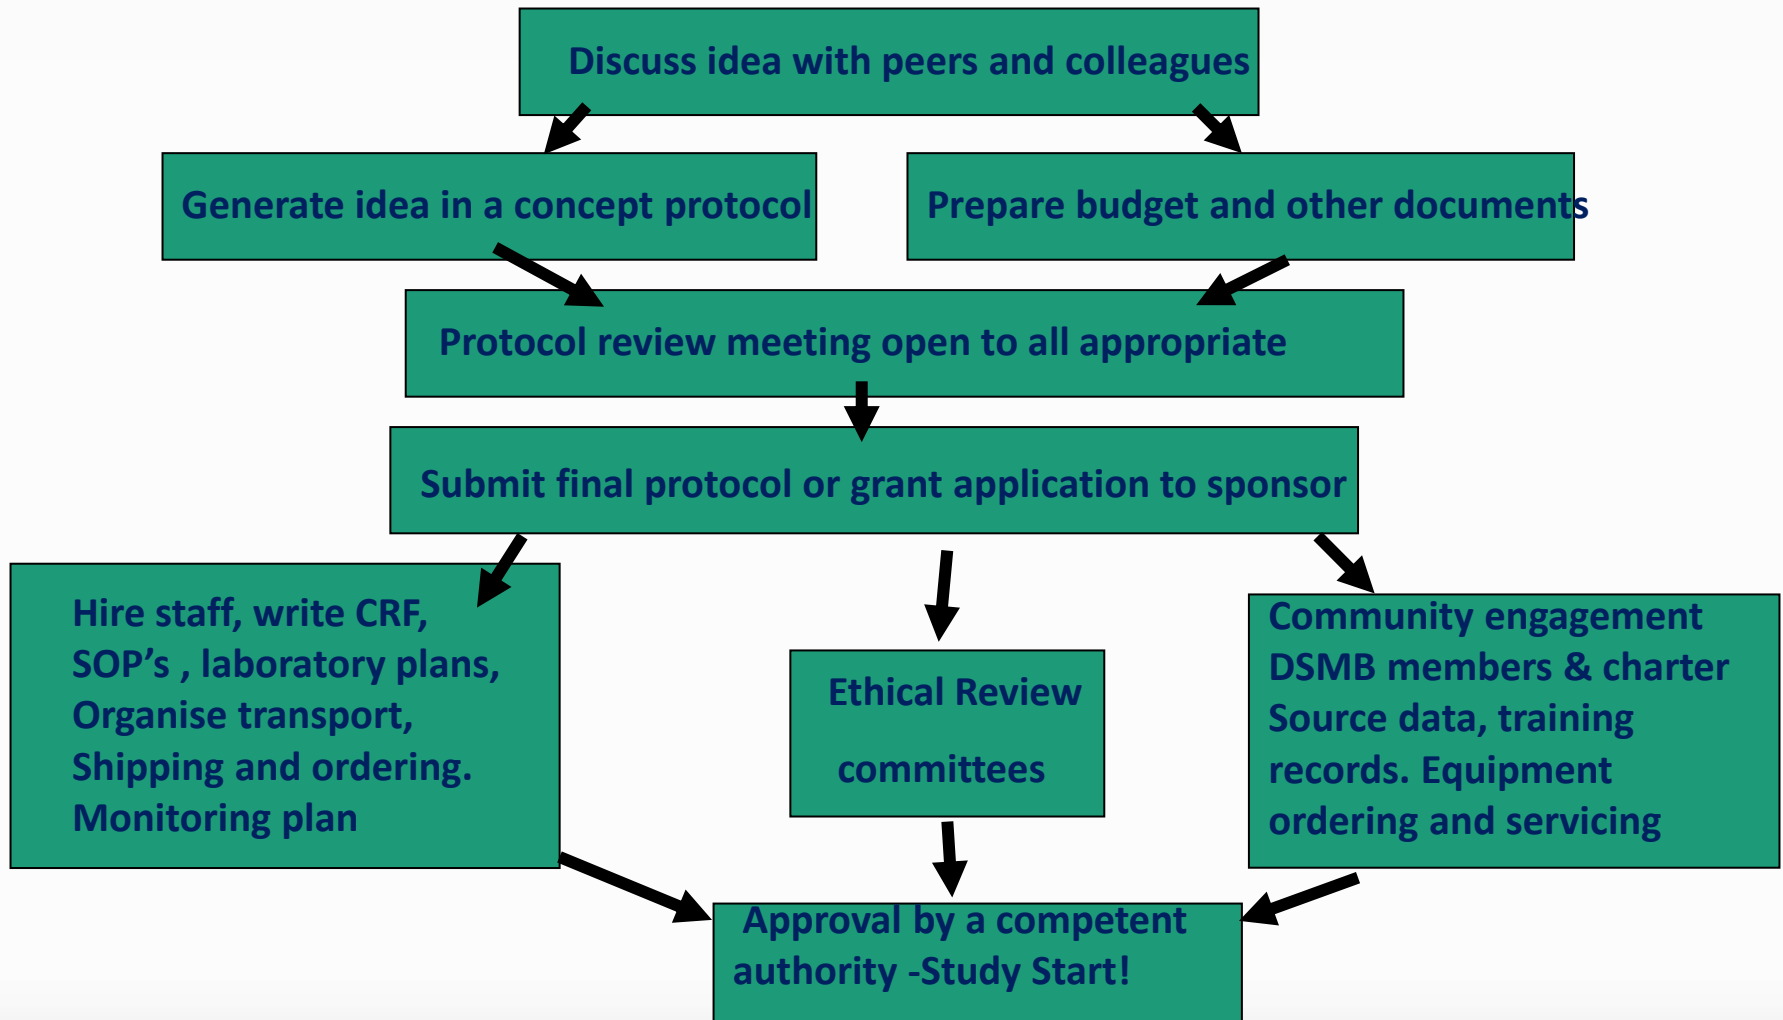 Discuss idea with peers and colleagues
Generate idea in a concept protocol
Prepare budget and other documents
Protocol review meeting open to all appropriate
Submit final protocol or grant application to sponsor
Hire staff, write CRF,
SOP's , laboratory plans,
Organise transport,
Shipping and ordering.
Monitoring plan
Ethical Review
committees
Community engagement
DSMB members & charter
Source data, training
records. Equipment
ordering and servicing
Approval by a competent
authority -Study Start!